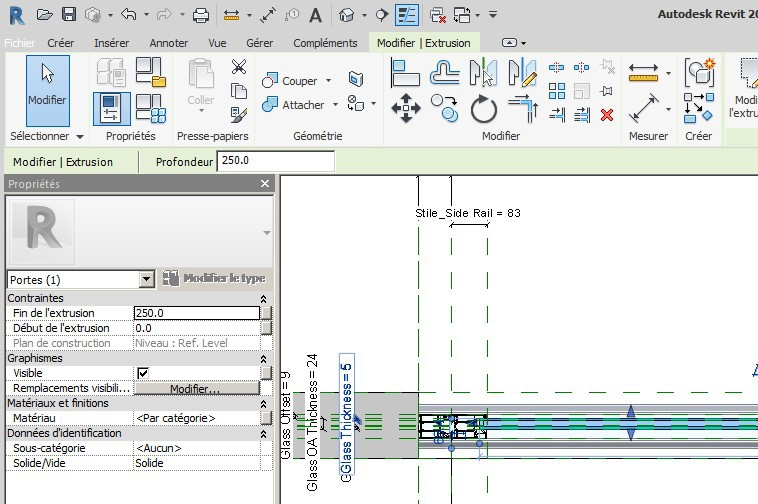 Autodesk Revit 20
Fichier Créer Insérer Annoter Vue Gérer Compléments Modifier | Extrusion
Modifier
Coller
Couper
Attacher
Modi
l'extru
Sélectionner Propriétés Presse-papiers Géométrie Modifier Mesurer Créer
Modifier | Extrusion Profondeur 250.0
Propriétés
Portes (1) Modifier le type
Contraintes
Fin de l'extrusion 250.0
Début de l'extrusion 0.0
Plan de construction Niveau : Ref. Level
Graphismes
Visible
Remplacements visibili... Modifier...
Matériaux et finitions
Matériau <Par catégorie>
Données d'identification
Sous-catégorie <Aucun>
Solide/Vide Solide
Stile_Side Rail = 83
Glass Offset = 9
Glass OA Thickness = 24
GGlass Thickness = 5